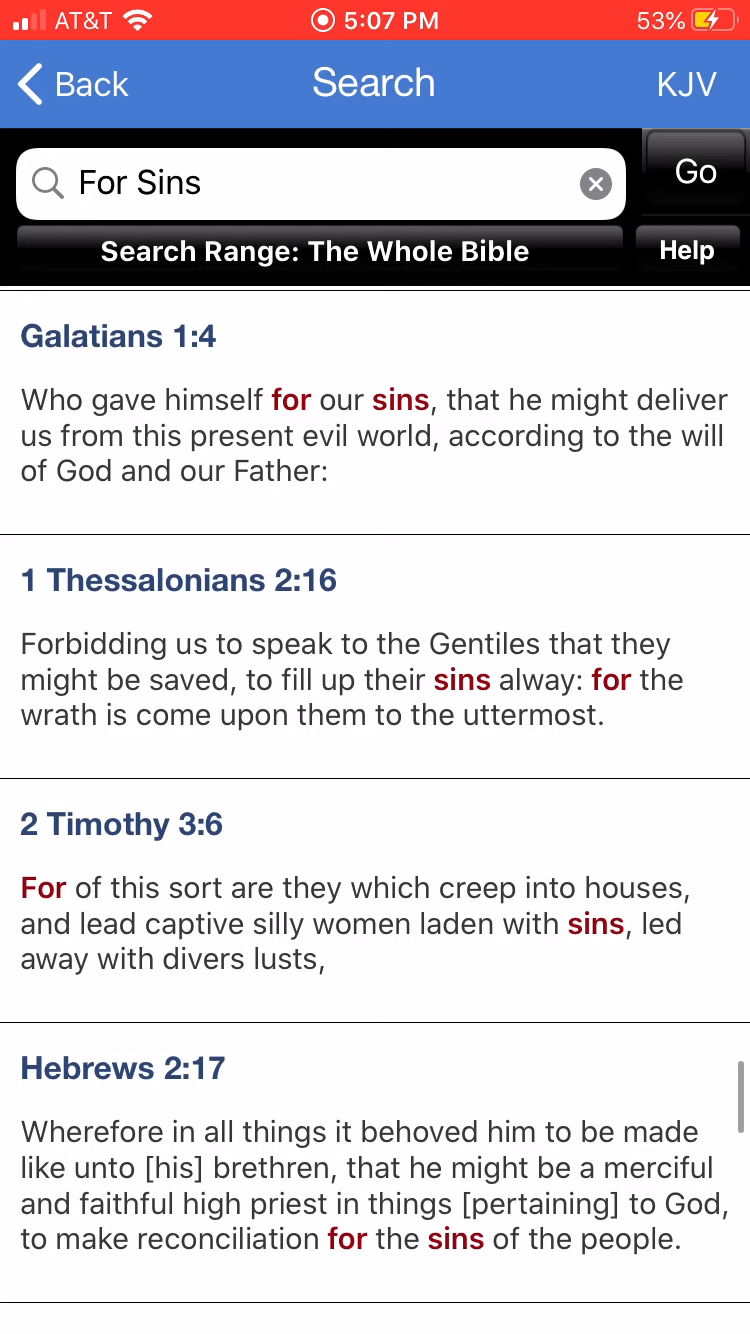 AT&T 5:07 PM 53%
Back Search KJV
For Sins Go
Search Range: The Whole Bible Help
Galatians 1:4
Who gave himself for our sins, that he might deliver
us from this present evil world, according to the will
of God and our Father:
1 Thessalonians 2:16
Forbidding us to speak to the Gentiles that they
might be saved, to fill up their sins alway: for the
wrath is come upon them to the uttermost.
2 Timothy 3:6
For of this sort are they which creep into houses,
and lead captive silly women laden with sins, led
away with divers lusts,
Hebrews 2:17
Wherefore in all things it behoved him to be made
like unto [his] brethren, that he might be a merciful
and faithful high priest in things [pertaining] to God,
to make reconciliation for the sins of the people.